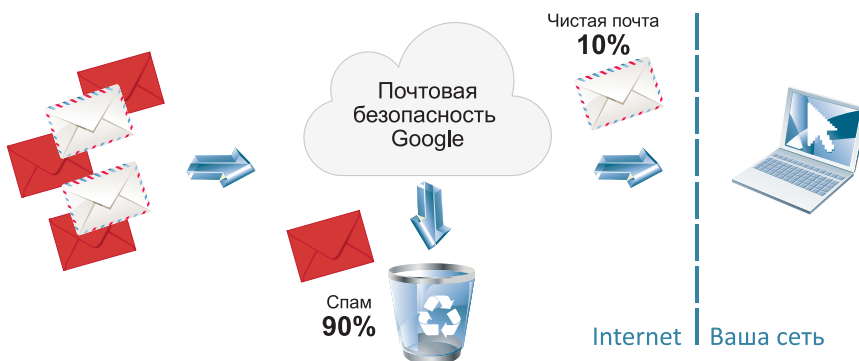 Чистая почта
10%
Почтовая
безопасность
Google
Спам
90%
Internet
Ваша сеть